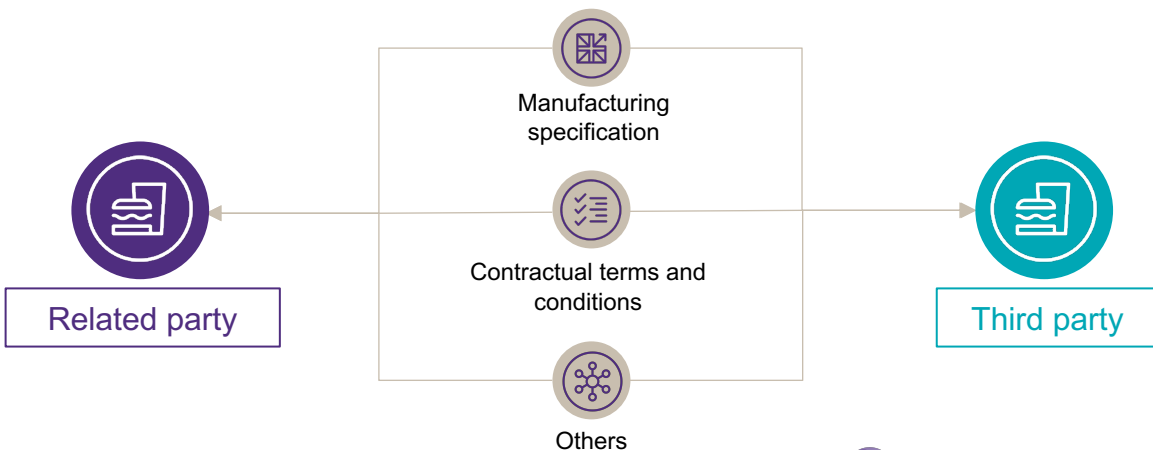 Manufacturing
specification
Related party
Contractual terms and
conditions
Third party
Others